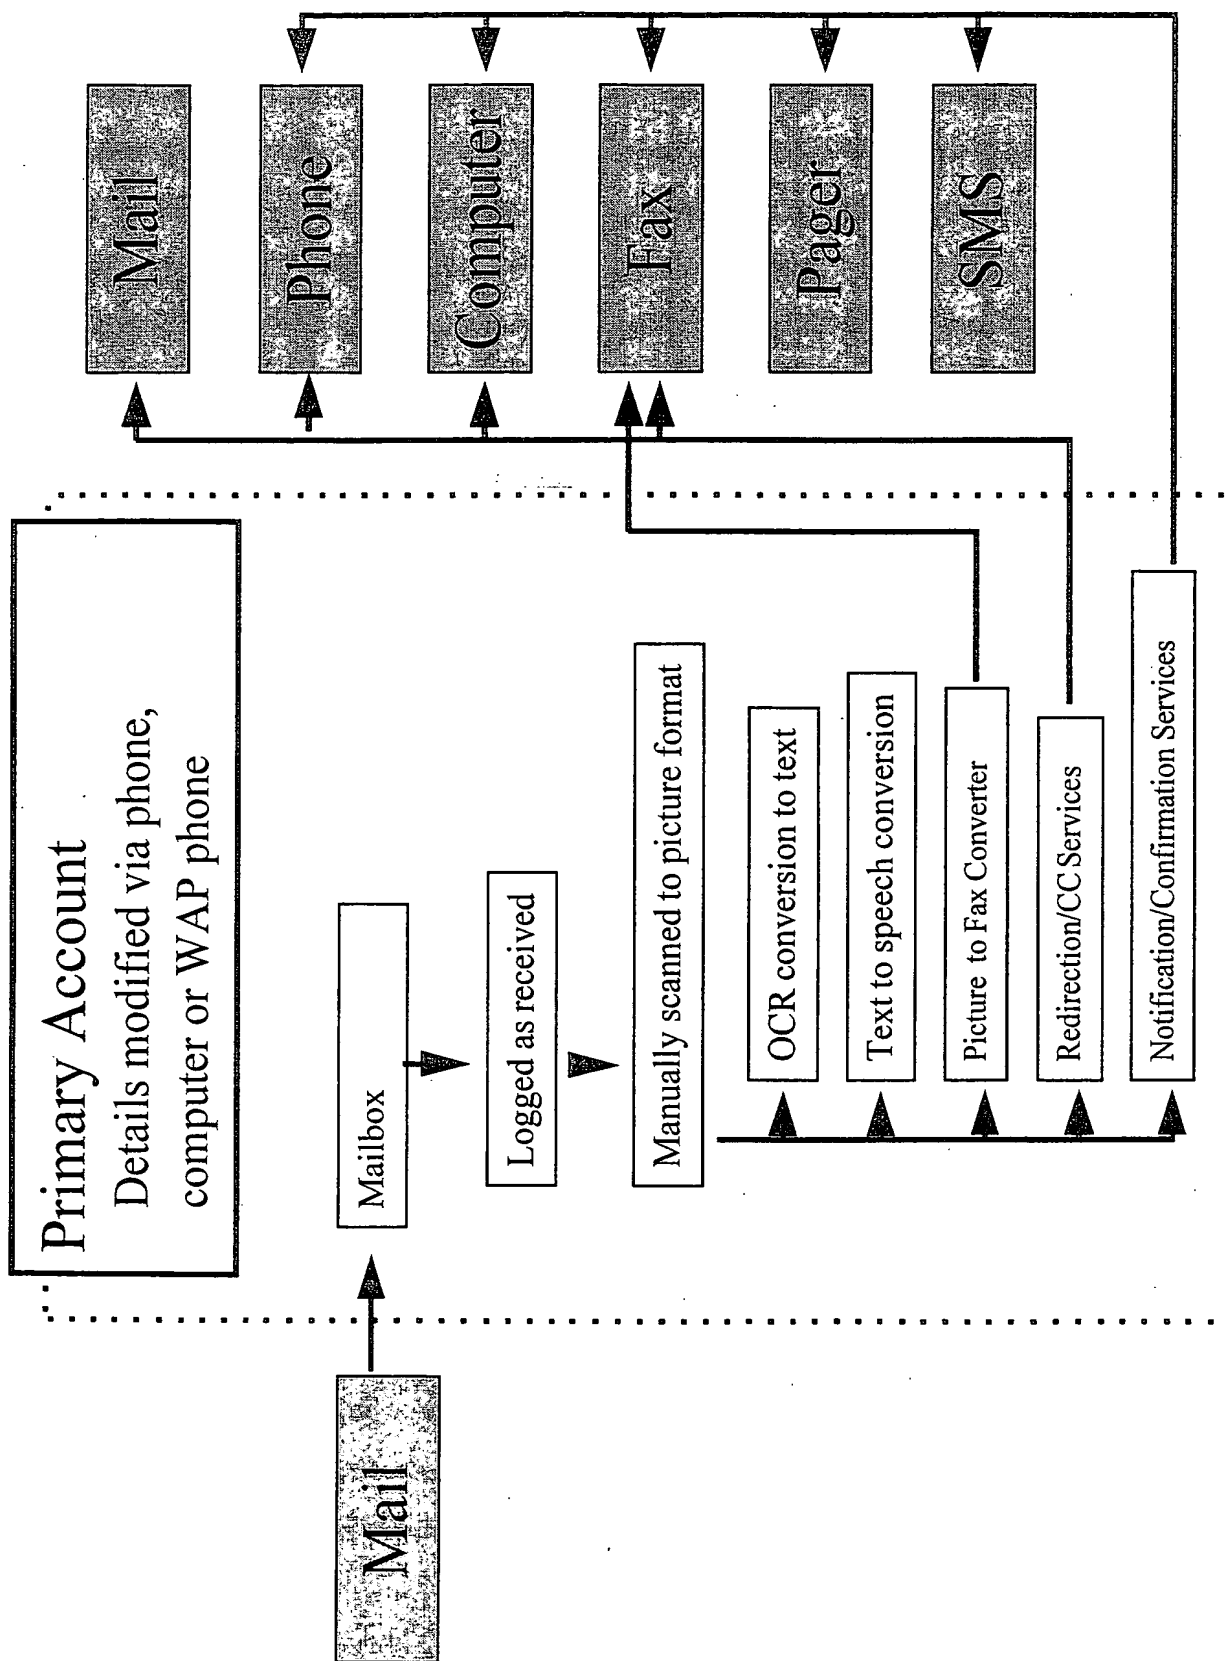 Primary Account
Details modified via phone,
computer or WAP phone
Mail
Mailbox
Logged as received
Manually scanned to picture format
OCR conversion to text
Text to speech conversion
Picture to Fax Converter
Redirection/CC Services
Notification/Confirmation Services
Mail
Phone
Computer
Fax
Pager
SMS